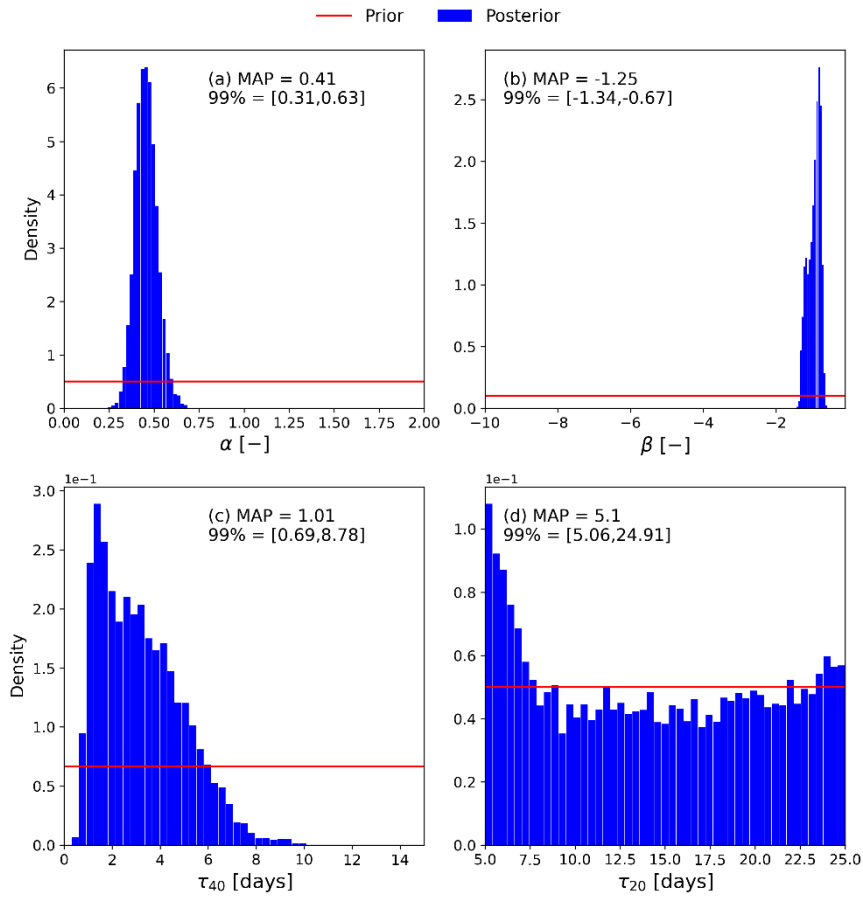 Prior Posterior
(a) MAP = 0.41
99% = [0.31,0.63]
Density
6
5
4
3
2
1
0
0.00 0.25 0.50 0.75 1.00 1.25 1.50 1.75 2.00
α [−]
(b) MAP = -1.25
99% = [-1.34,-0.67]
2.5
2.0
1.5
1.0
0.5
0.0
−10 −8 −6 −4 −2
β [−]
1e−1
(c) MAP = 1.01
99% = [0.69,8.78]
Density
3.0
2.5
2.0
1.5
1.0
0.5
0.0
0 2 4 6 8 10 12 14
τ40 [days]
1e−1
(d) MAP = 5.1
99% = [5.06,24.91]
1.0
0.8
0.6
0.4
0.2
0.0
5.0 7.5 10.0 12.5 15.0 17.5 20.0 22.5 25.0
τ20 [days]